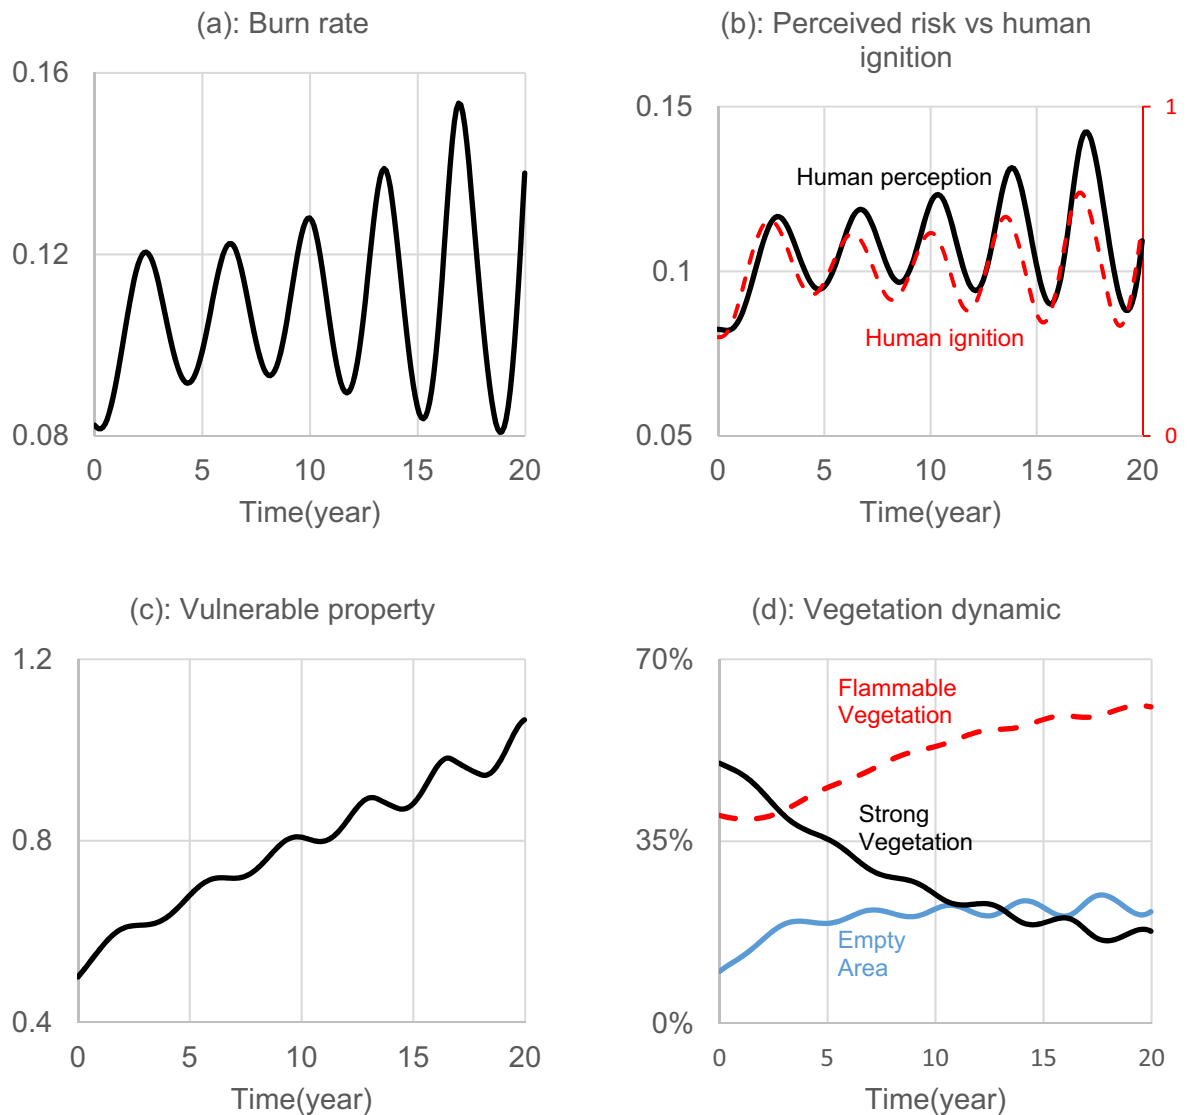 (a): Burn rate
0.16
0.12
0.08
0
5
10
15
20
Time(year)
(b): Perceived risk vs human
ignition
0.15
0.1
0.05
1
0
Human perception
Human ignition
0
5
10
15
20
Time(year)
(c): Vulnerable property
1.2
0.8
0.4
0
5
10
15
20
Time(year)
(d): Vegetation dynamic
70%
35%
0%
Flammable
Vegetation
Strong
Vegetation
Empty
Area
0
5
10
15
20
Time(year)